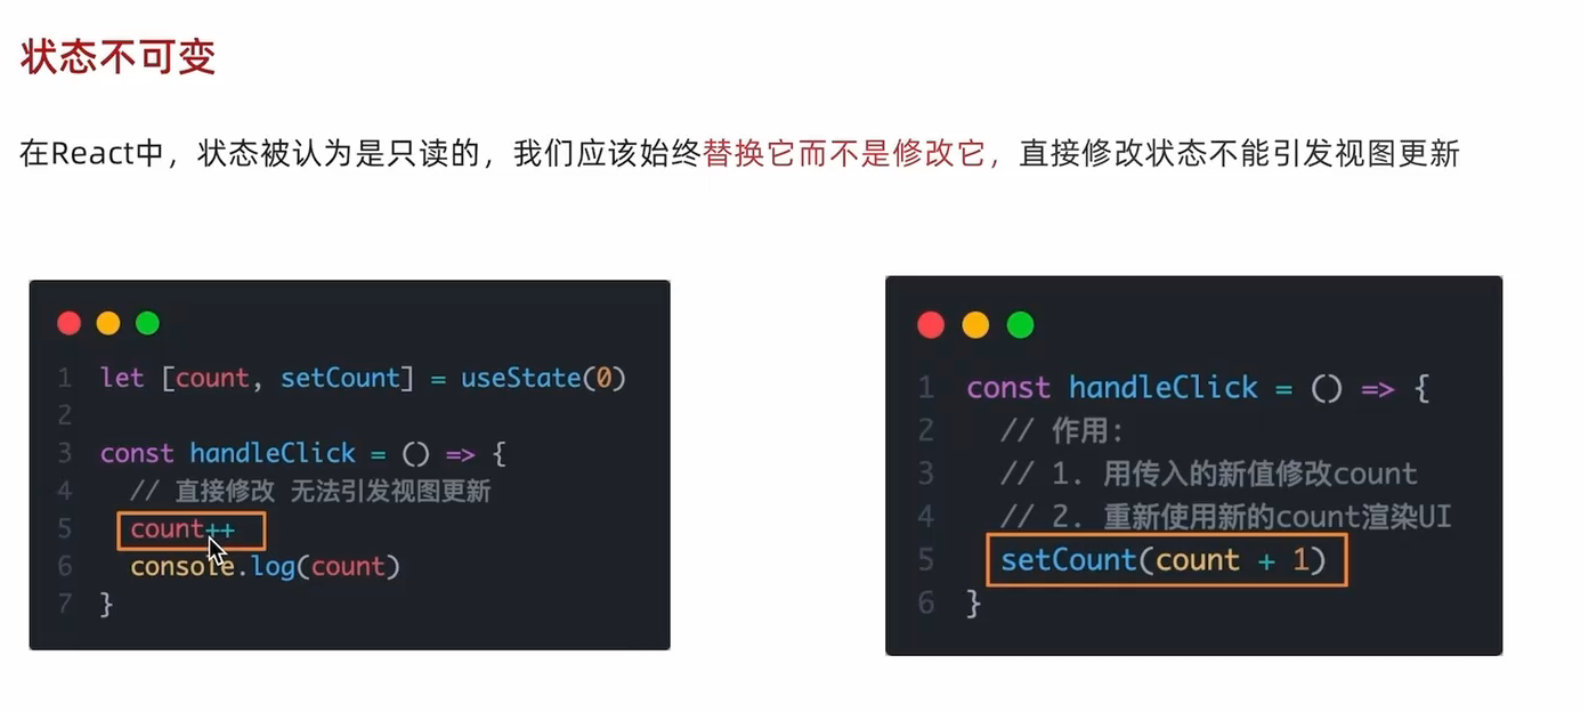 状态不可变
在React中，状态被认为是只读的，我们应该始终替换它而不是修改它，直接修改状态不能引发视图更新
1 let [count, setCount] = useState(0)
2
3 const handleClick = () => {
4 // 直接修改 无法引发视图更新
5 count++
6 console.log(count)
7 }
1 const handleClick = () => {
2 // 作用:
3 // 1. 用传入的新值修改count
4 // 2. 重新使用新的count渲染UI
5 setCount(count + 1)
6 }